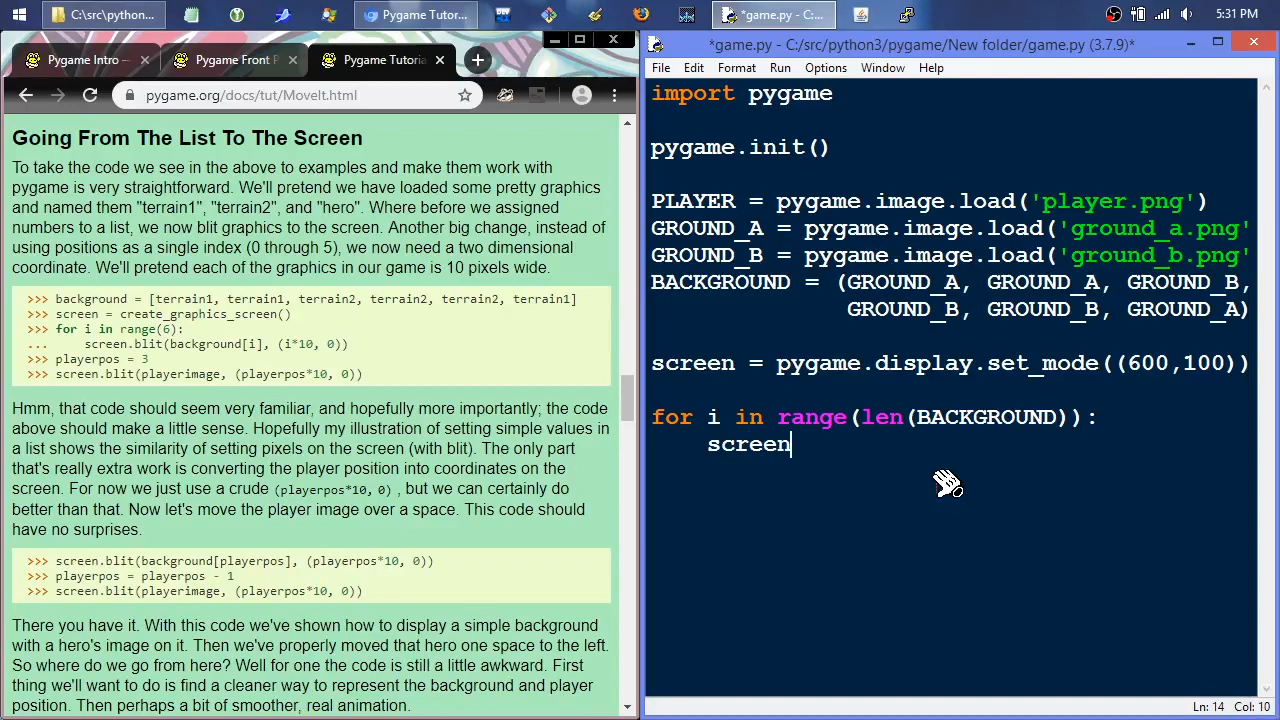 C:\src\python...
Pygame Tutor...
*game.py - C:/...
5:31 PM
Pygame Intro —
Pygame Front P
Pygame Tutoria
pygame.org/docs/tut/MoveIt.html
Going From The List To The Screen
To take the code we see in the above to examples and make them work with
pygame is very straightforward. We'll pretend we have loaded some pretty graphics
and named them "terrain1", "terrain2", and "hero". Where before we assigned
numbers to a list, we now blit graphics to the screen. Another big change, instead of
using positions as a single index (0 through 5), we now need a two dimensional
coordinate. We'll pretend each of the graphics in our game is 10 pixels wide.
>>> background = [terrain1, terrain1, terrain2, terrain2, terrain2, terrain1]
>>> screen = create_graphics_screen()
>>> for i in range(6):
...     screen.blit(background[i], (i*10, 0))
>>> playerpos = 3
>>> screen.blit(playerimage, (playerpos*10, 0))
Hmm, that code should seem very familiar, and hopefully more importantly; the code
above should make a little sense. Hopefully my illustration of setting simple values in
a list shows the similarity of setting pixels on the screen (with blit). The only part
that's really extra work is converting the player position into coordinates on the
screen. For now we just use a crude (playerpos*10, 0) , but we can certainly do
better than that. Now let's move the player image over a space. This code should
have no surprises.
>>> screen.blit(background[playerpos], (playerpos*10, 0))
>>> playerpos = playerpos - 1
>>> screen.blit(playerimage, (playerpos*10, 0))
There you have it. With this code we've shown how to display a simple background
with a hero's image on it. Then we've properly moved that hero one space to the left.
So where do we go from here? Well for one the code is still a little awkward. First
thing we'll want to do is find a cleaner way to represent the background and player
position. Then perhaps a bit of smoother, real animation.
*game.py - C:/src/python3/pygame/New folder/game.py (3.7.9)*
File Edit Format Run Options Window Help
import pygame
pygame.init()
PLAYER = pygame.image.load('player.png')
GROUND_A = pygame.image.load('ground_a.png'
GROUND_B = pygame.image.load('ground_b.png'
BACKGROUND = (GROUND_A, GROUND_A, GROUND_B,
GROUND_B, GROUND_B, GROUND_A)
screen = pygame.display.set_mode((600,100))
for i in range(len(BACKGROUND)):
screen
Ln: 14 Col: 10